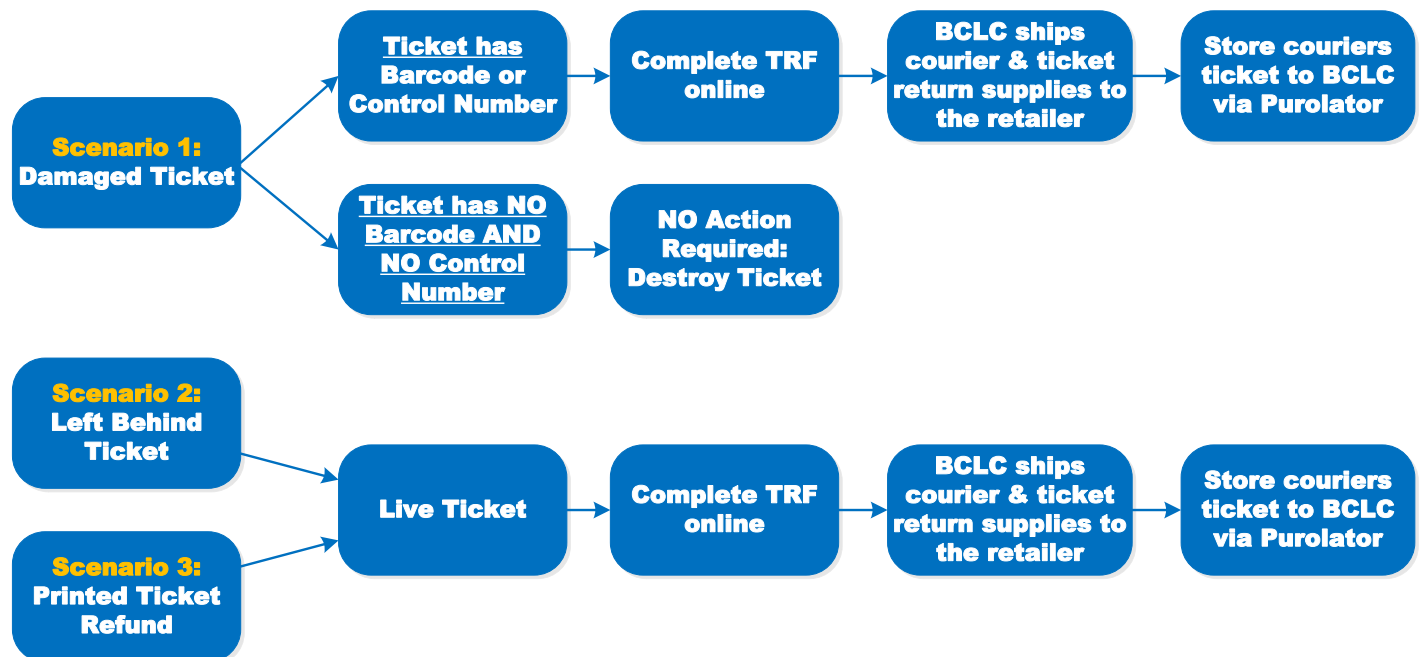 Scenario 1:
Damaged Ticket
Ticket has
Barcode or
Control Number
Complete TRF
online
BCLC ships
courier & ticket
return supplies to
the retailer
Store couriers
ticket to BCLC
via Purolator
Ticket has NO
Barcode AND
NO Control
Number
NO Action
Required:
Destroy Ticket
Scenario 2:
Left Behind
Ticket
Scenario 3:
Printed Ticket
Refund
Live Ticket
Complete TRF
online
BCLC ships
courier & ticket
return supplies to
the retailer
Store couriers
ticket to BCLC
via Purolator